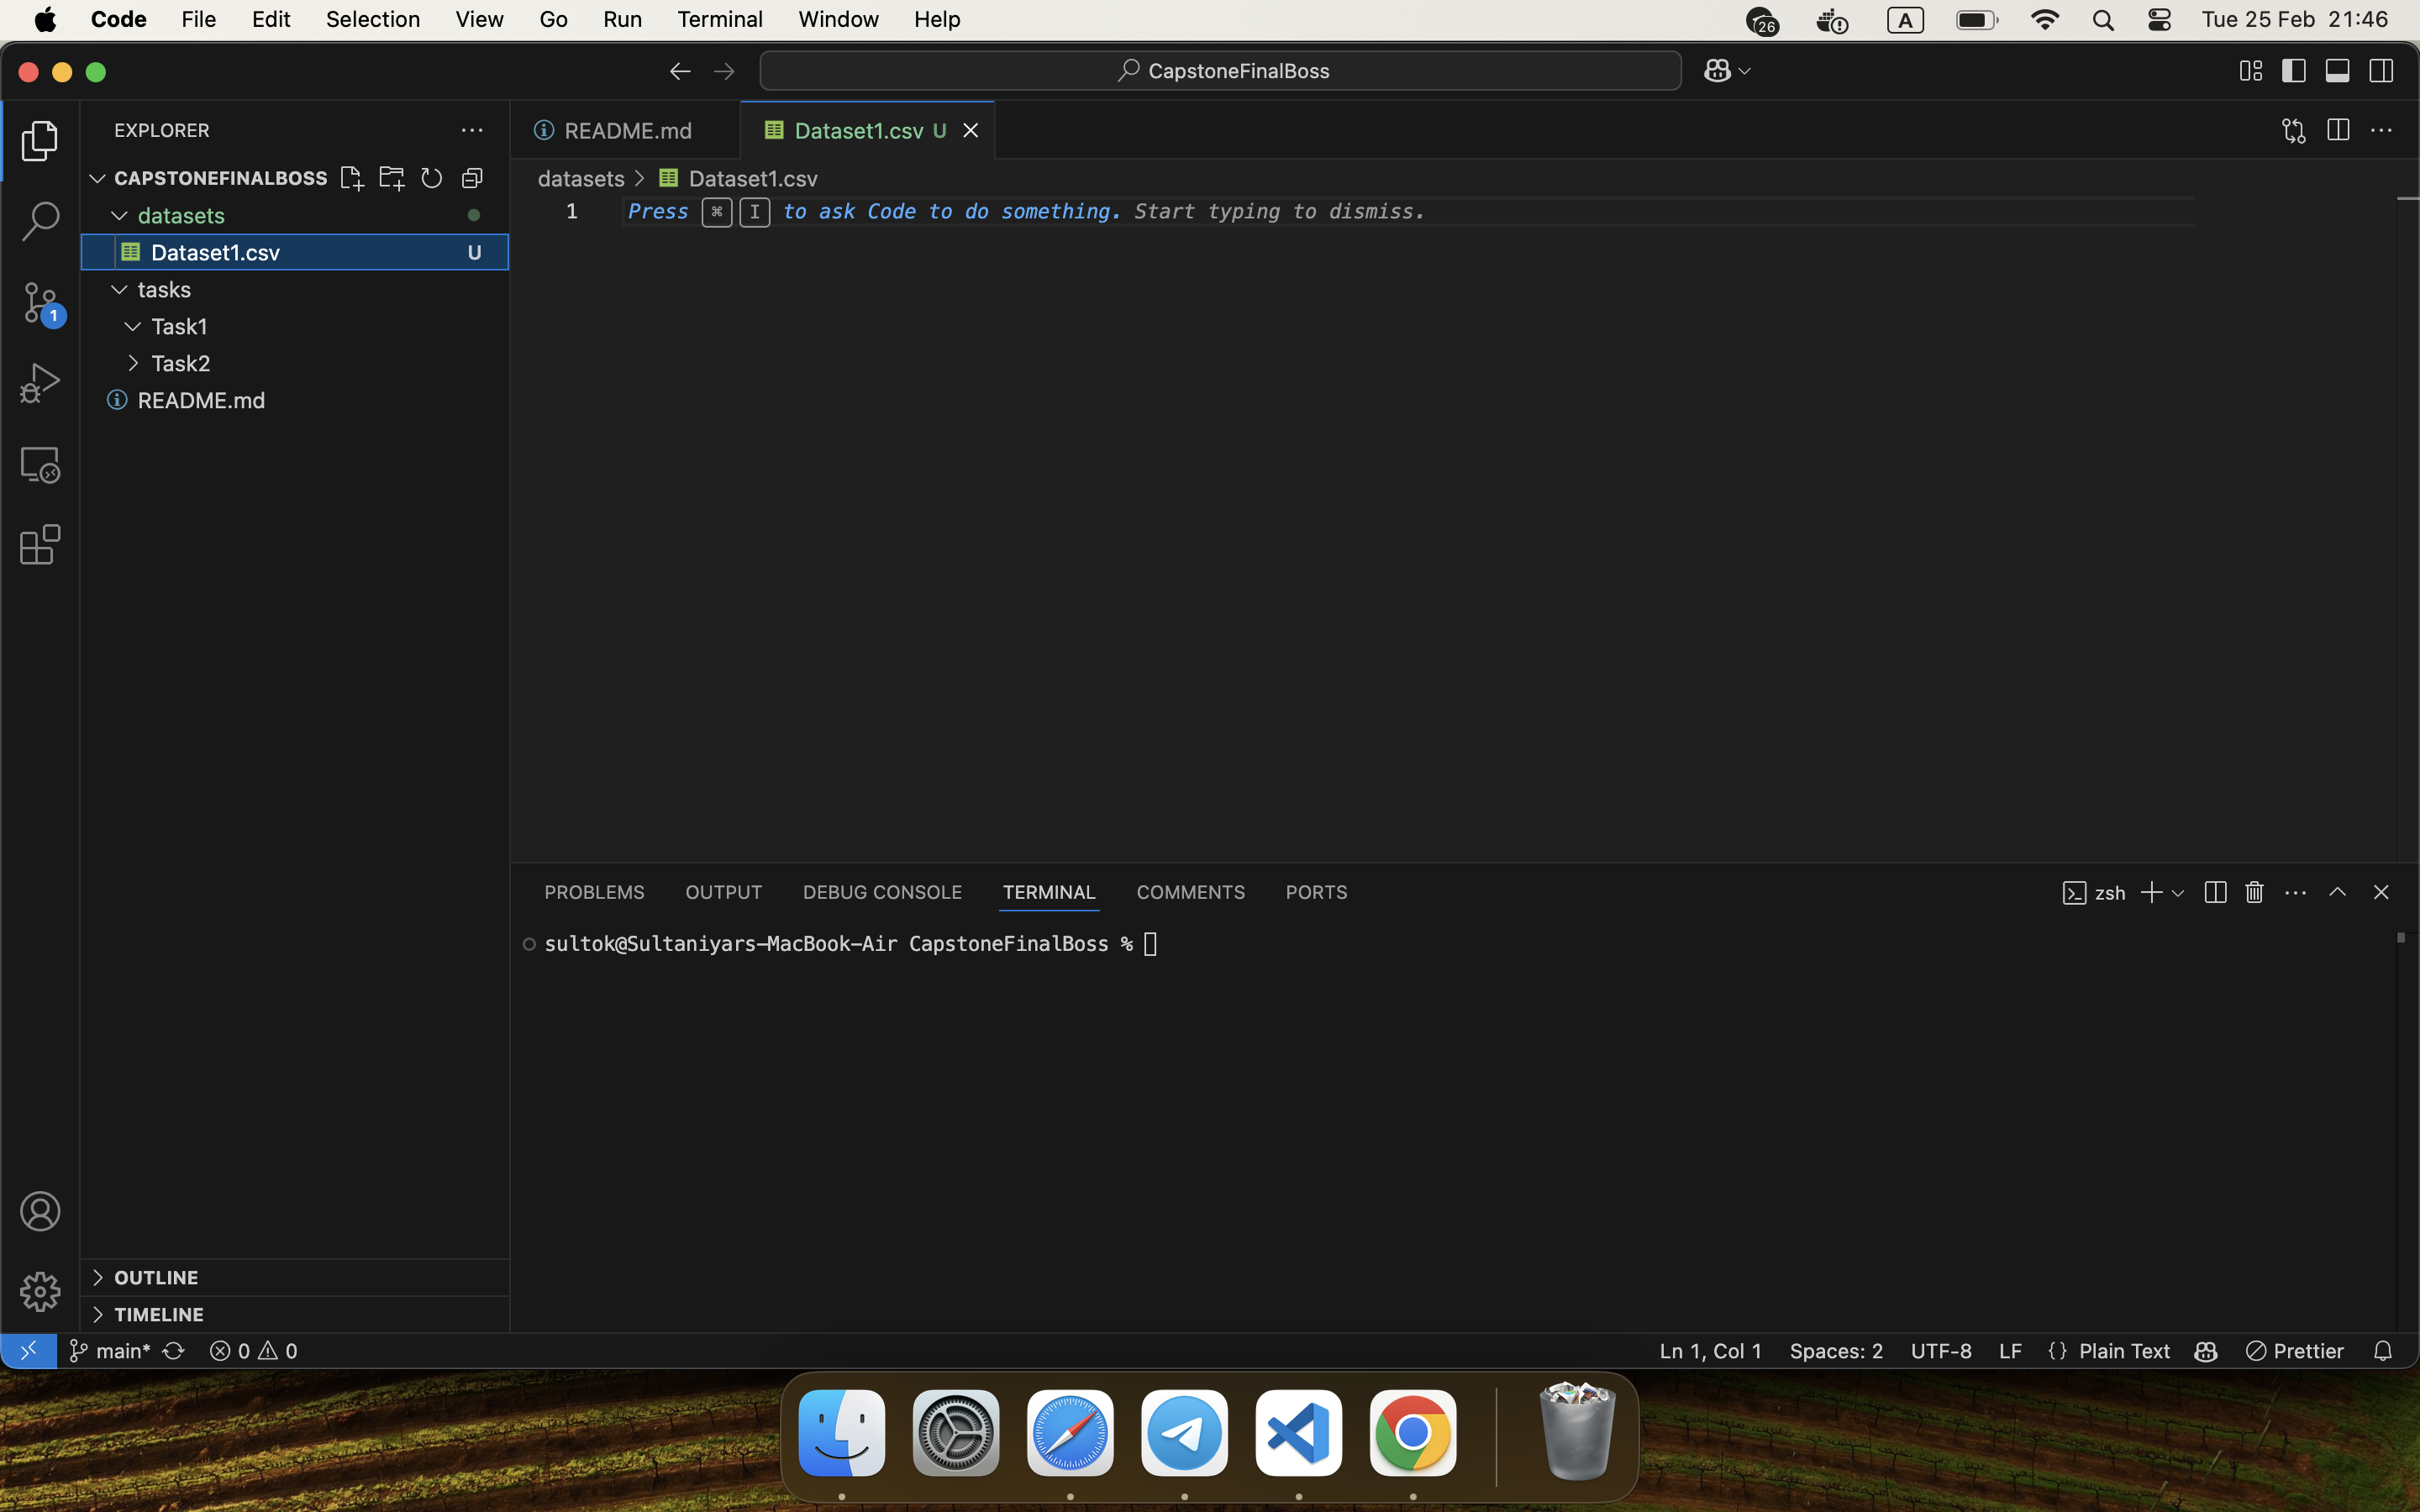 Code File Edit Selection View Go Run Terminal Window Help 26 A Tue 25 Feb 21:46
CapstoneFinalBoss
EXPLORER
CAPSTONEFINALBOSS
datasets
Dataset1.csv U
tasks
Task1
Task2
README.md
OUTLINE
TIMELINE
1
README.md Dataset1.csv U
datasets > Dataset1.csv
1 Press ⌘ I to ask Code to do something. Start typing to dismiss.
PROBLEMS OUTPUT DEBUG CONSOLE TERMINAL COMMENTS PORTS zsh
sultok@Sultaniyars-MacBook-Air CapstoneFinalBoss %
main* 0 0 Ln 1, Col 1 Spaces: 2 UTF-8 LF {} Plain Text Prettier